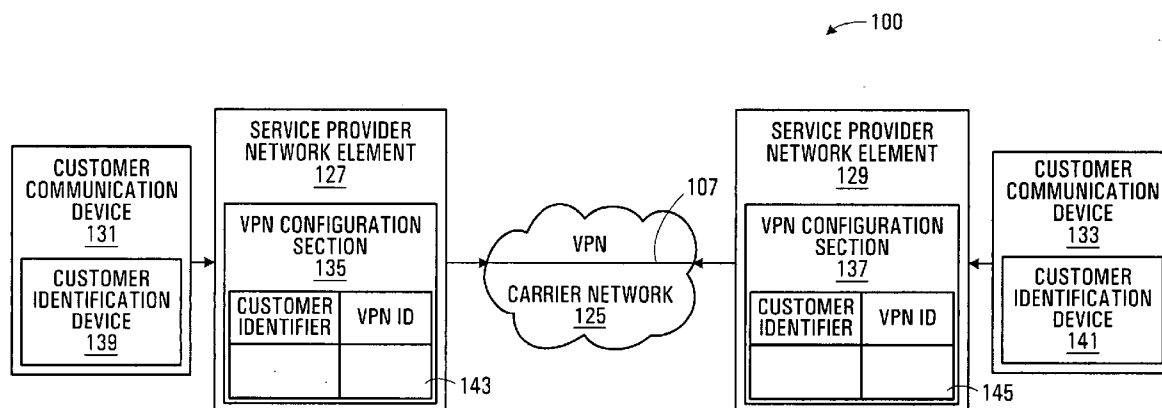 100
CUSTOMER
COMMUNICATION
DEVICE
131
CUSTOMER
IDENTIFICATION
DEVICE
139
SERVICE PROVIDER
NETWORK ELEMENT
127
VPN CONFIGURATION
SECTION
135
CUSTOMER
IDENTIFIER
VPN ID
143
107
VPN
CARRIER NETWORK
125
SERVICE PROVIDER
NETWORK ELEMENT
129
VPN CONFIGURATION
SECTION
137
CUSTOMER
IDENTIFIER
VPN ID
145
CUSTOMER
COMMUNICATION
DEVICE
133
CUSTOMER
IDENTIFICATION
DEVICE
141